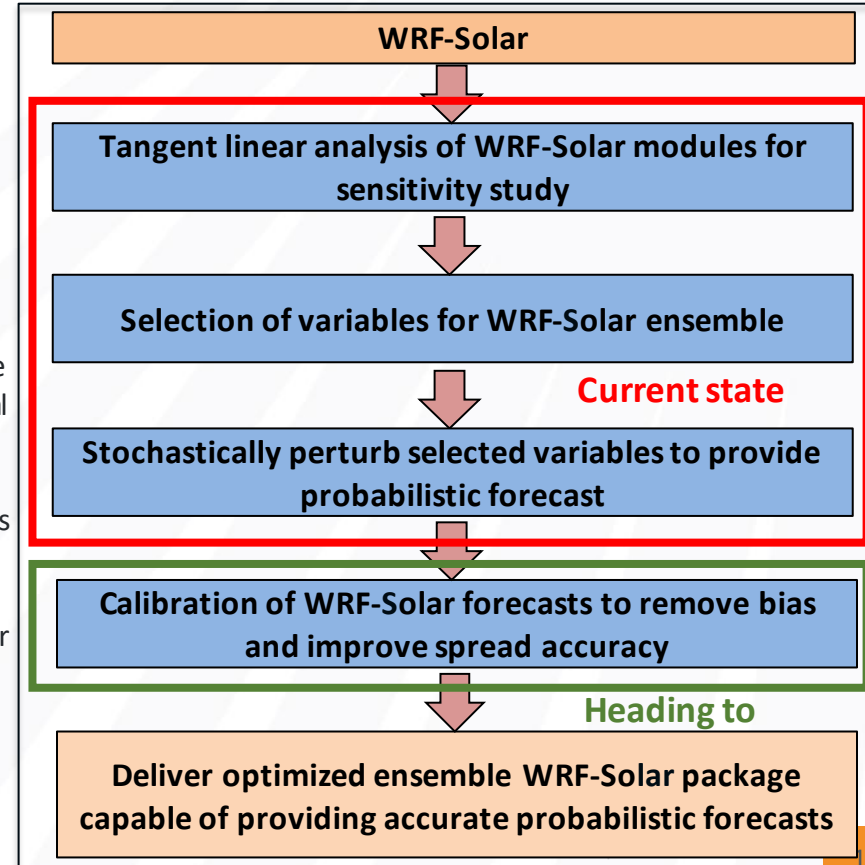 WRF-Solar
Tangent linear analysis of WRF-Solar modules for
sensitivity study
Selection of variables for WRF-Solar ensemble
Current state
Stochastically perturb selected variables to provide
probabilistic forecast
Calibration of WRF-Solar forecasts to remove bias
and improve spread accuracy
Heading to
Deliver optimized ensemble WRF-Solar package
capable of providing accurate probabilistic forecasts